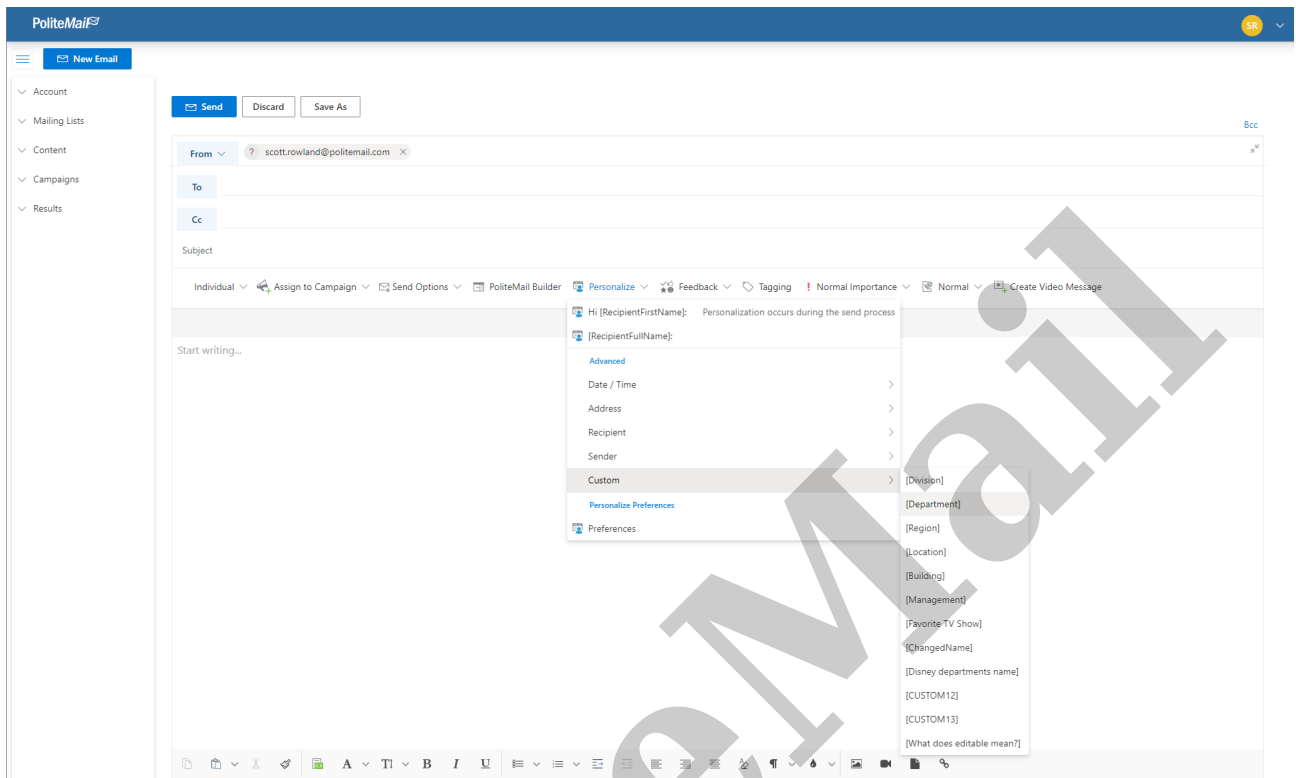 PoliteMail
SR
New Email
Account
Mailing Lists
Content
Campaigns
Results
Send Discard Save As
Bcc
From ? scott.rowland@politemail.com ×
To
Cc
Subject
Individual Assign to Campaign Send Options PoliteMail Builder Personalize Feedback Tagging ! Normal Importance Normal Create Video Message
Hi [RecipientFirstName]: Personalization occurs during the send process
[RecipientFullName]:
Start writing...
Advanced
Date / Time
Address
Recipient
Sender
Custom
Personalize Preferences
Preferences
[Division]
[Department]
[Region]
[Location]
[Building]
[Management]
[Favorite TV Show]
[ChangedName]
[Disney departments name]
[CUSTOM12]
[CUSTOM13]
[What does editable mean?]
A TI B I U
eMail